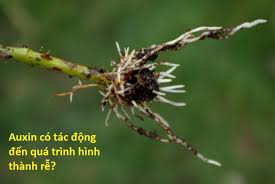 Auxin có tác động
đến quá trình hình
thành rễ?